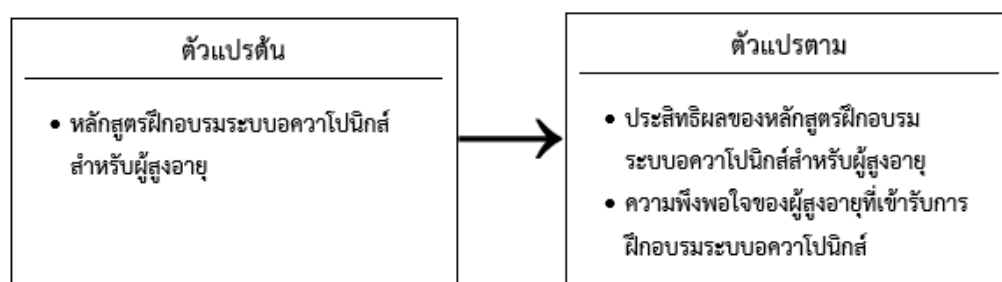 ตัวแปรต้น
• หลักสูตรฝึกอบรมระบบอควาโปนิกส์
สำหรับผู้สูงอายุ
ตัวแปรตาม
• ประสิทธิผลของหลักสูตรฝึกอบรม
ระบบอควาโปนิกส์สำหรับผู้สูงอายุ
• ความพึงพอใจของผู้สูงอายุที่เข้ารับการ
ฝึกอบรมระบบอควาโปนิกส์